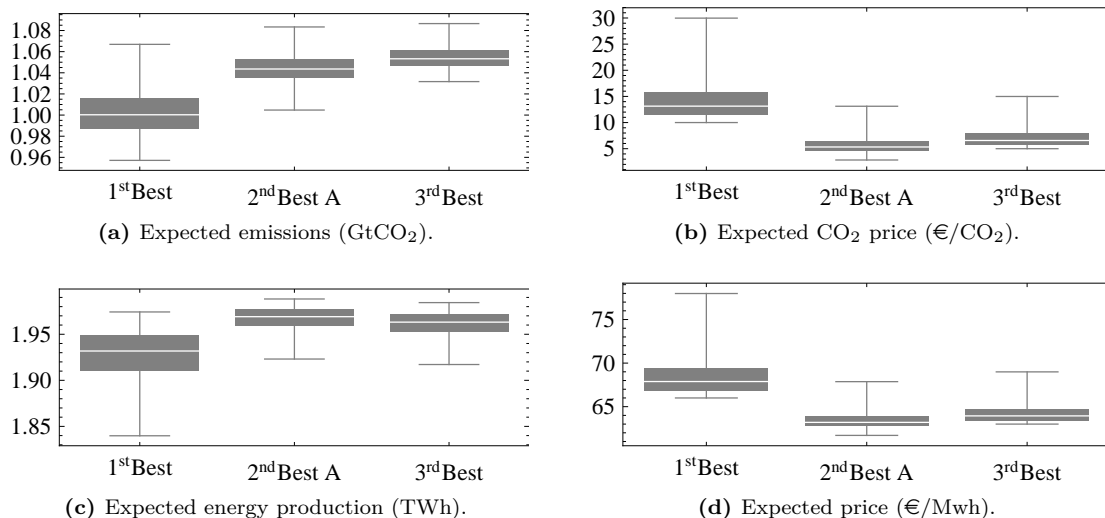 1.08
1.06
1.04
1.02
1.00
0.98
0.96
1stBest
2ndBest A
3rdBest
(a) Expected emissions (GtCO2).
30
25
20
15
10
5
1stBest
2ndBest A
3rdBest
(b) Expected CO2 price (€/CO2).
1.95
1.90
1.85
1stBest
2ndBest A
3rdBest
(c) Expected energy production (TWh).
75
70
65
1stBest
2ndBest A
3rdBest
(d) Expected price (€/Mwh).